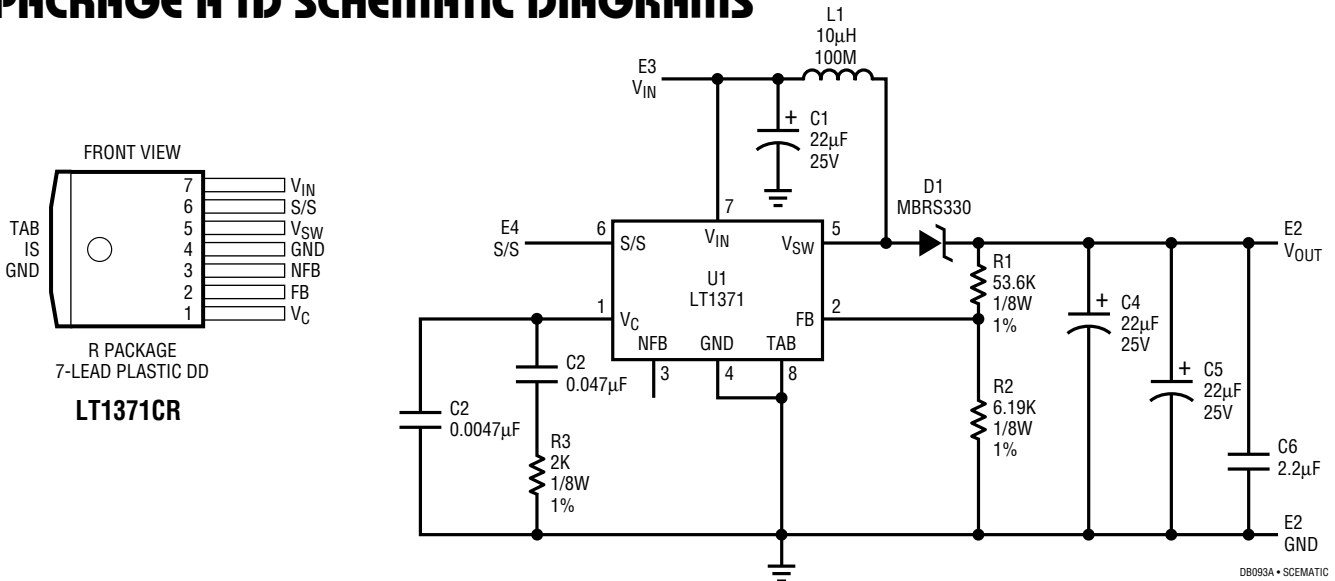 PACKAGE A D SCHEMATIC DIAGRAMS
FRONT VIEW
TAB
IS
GND
7
6
5
4
3
2
1
VIN
S/S
VSW
GND
NFB
FB
VC
R PACKAGE
7-LEAD PLASTIC DD
LT1371CR
E3
VIN
L1
10µH
100M
+
C1
22µF
25V
E4
S/S
6
S/S
7
VIN
VSW
5
U1
LT1371
1
VC
FB
2
NFB
GND
TAB
3
4
8
D1
MBRS330
R1
53.6K
1/8W
1%
R2
6.19K
1/8W
1%
C2
0.047µF
C2
0.0047µF
R3
2K
1/8W
1%
+
C4
22µF
25V
+
C5
22µF
25V
C6
2.2µF
E2
VOUT
E2
GND
DB093A • SCEMATIC